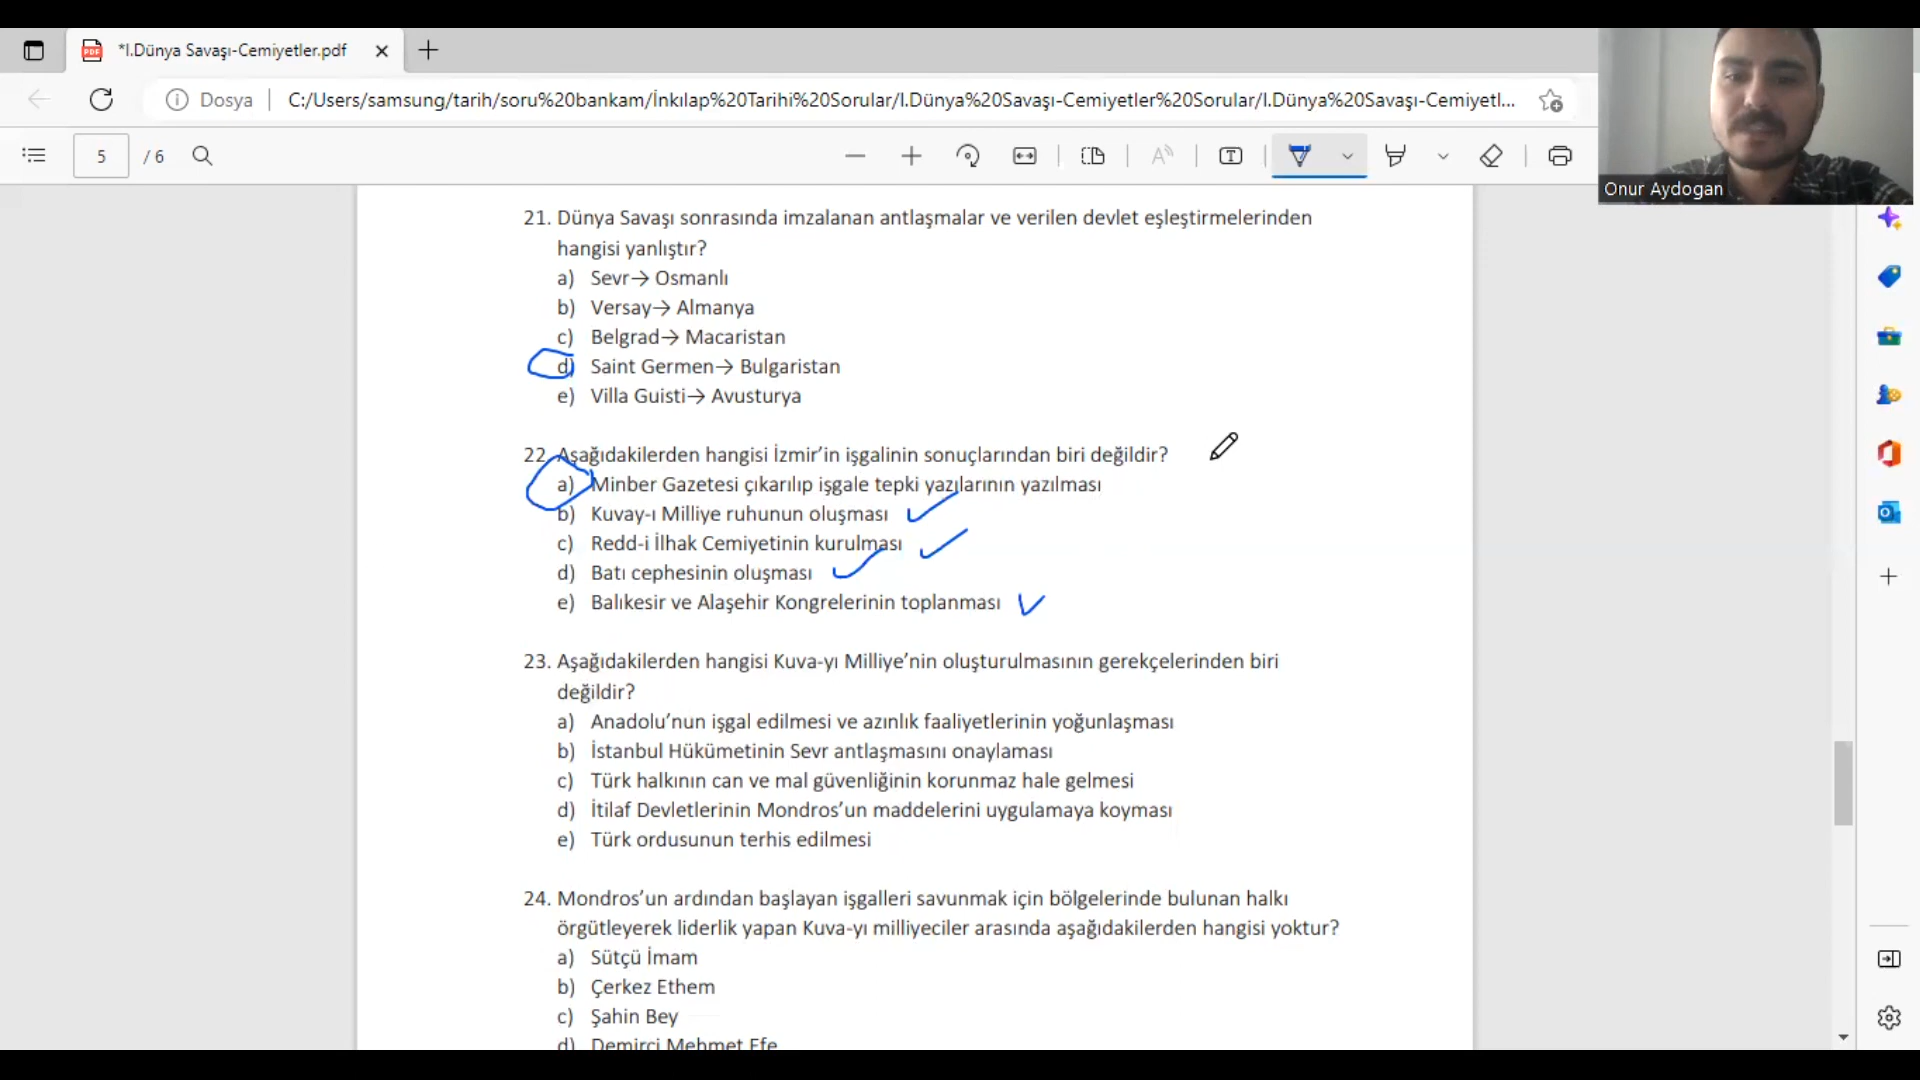 *I.Dünya Savaşı-Cemiyetler.pdf
Dosya
C:/Users/samsung/tarih/soru%20bankam/İnkılap%20Tarihi%20Sorular/I.Dünya%20Savaşı-Cemiyetler%20Sorular/I.Dünya%20Savaşı-Cemiyetl...
5 / 6
Onur Aydogan
21. Dünya Savaşı sonrasında imzalanan antlaşmalar ve verilen devlet eşleştirmelerinden
hangisi yanlıştır?
a) Sevr→ Osmanlı
b) Versay→ Almanya
c) Belgrad→ Macaristan
d) Saint Germen→ Bulgaristan
e) Villa Guisti→ Avusturya
22. Aşağıdakilerden hangisi İzmir’in işgalinin sonuçlarından biri değildir?
a) Minber Gazetesi çıkarılıp işgale tepki yazılarının yazılması
b) Kuvay-ı Milliye ruhunun oluşması
c) Redd-i İlhak Cemiyetinin kurulması
d) Batı cephesinin oluşması
e) Balıkesir ve Alaşehir Kongrelerinin toplanması
23. Aşağıdakilerden hangisi Kuva-yı Milliye’nin oluşturulmasının gerekçelerinden biri
değildir?
a) Anadolu’nun işgal edilmesi ve azınlık faaliyetlerinin yoğunlaşması
b) İstanbul Hükümetinin Sevr antlaşmasını onaylaması
c) Türk halkının can ve mal güvenliğinin korunmaz hale gelmesi
d) İtilaf Devletlerinin Mondros’un maddelerini uygulamaya koyması
e) Türk ordusunun terhis edilmesi
24. Mondros’un ardından başlayan işgalleri savunmak için bölgelerinde bulunan halkı
örgütleyerek liderlik yapan Kuva-yı milliyeciler arasında aşağıdakilerden hangisi yoktur?
a) Sütçü İmam
b) Çerkez Ethem
c) Şahin Bey
d) Demirci Mehmet Efe